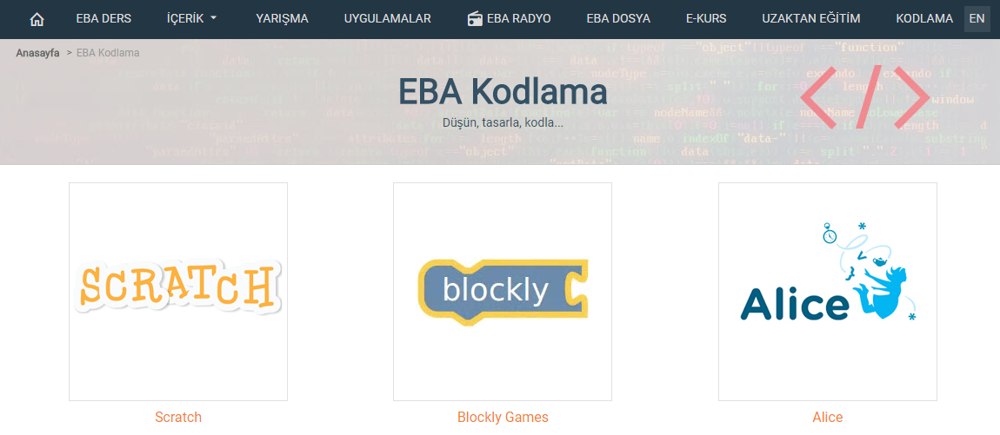 EBA DERS İÇERİK YARIŞMA UYGULAMALAR EBA RADYO EBA DOSYA E-KURS UZAKTAN EĞİTİM KODLAMA EN
Anasayfa > EBA Kodlama
EBA Kodlama
Düşün, tasarla, kodla...
</>
SCRATCH
blockly
Alice
Scratch
Blockly Games
Alice